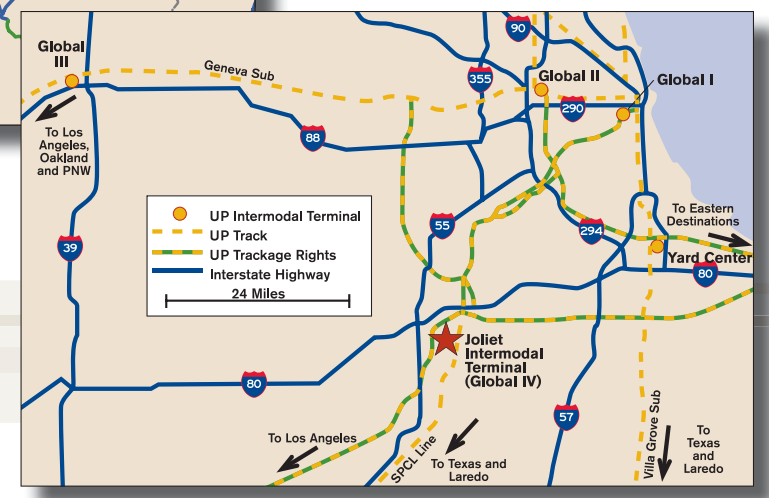 90
Global
III
Geneva Sub
355
Global II
Global I
290
To Los
Angeles,
Oakland
and PNW
88
UP Intermodal Terminal
UP Track
UP Trackage Rights
Interstate Highway
24 Miles
39
55
294
To Eastern
Destinations
Yard Center
80
Joliet
Intermodal
Terminal
(Global IV)
80
57
To Los Angeles
SPCL Line
To Texas and
Laredo
Villa Grove Sub
To
Texas
and
Laredo